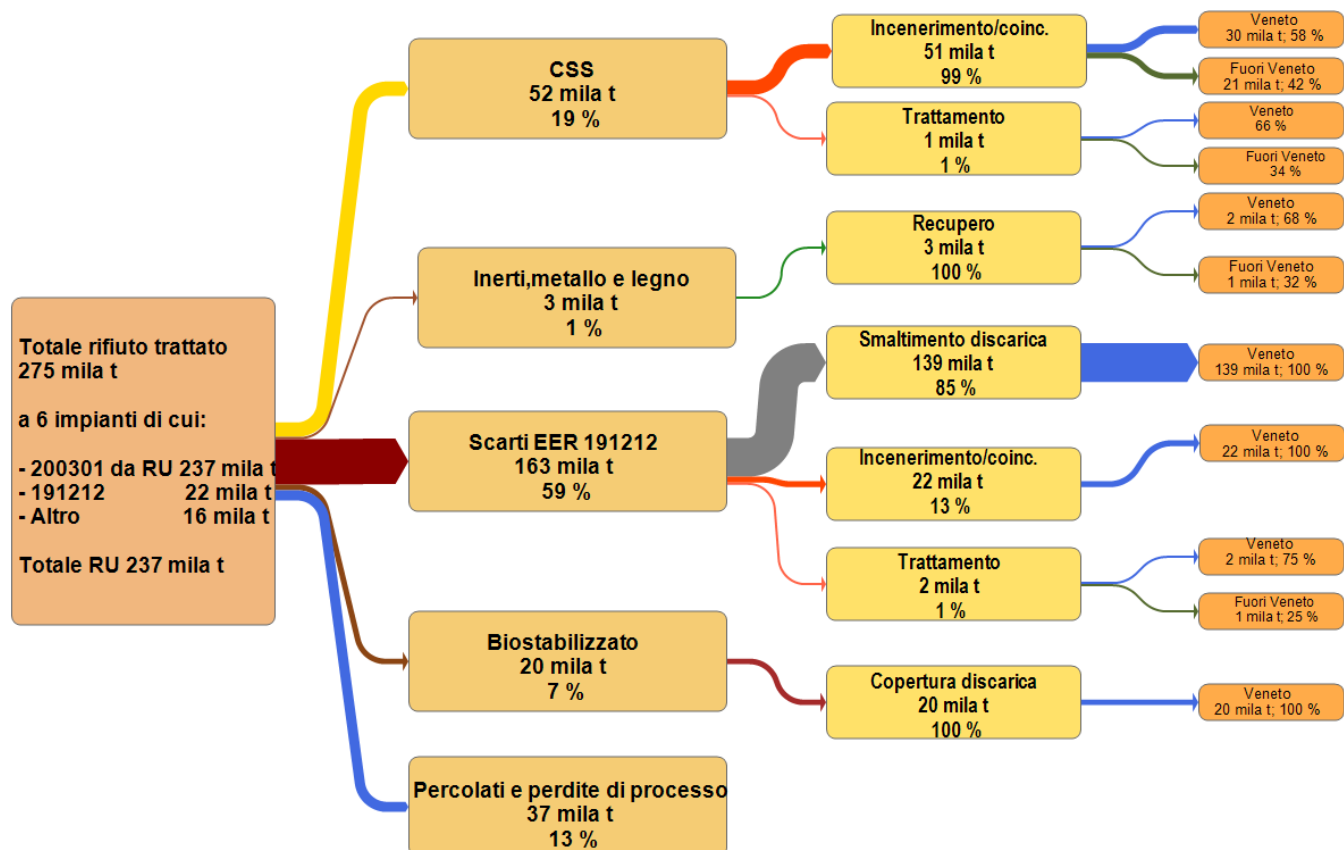 Totale rifiuto trattato
275 mila t
a 6 impianti di cui:
- 200301 da RU 237 mila t
- 191212 22 mila t
- Altro 16 mila t
Totale RU 237 mila t
CSS
52 mila t
19 %
Inerti,metallo e legno
3 mila t
1 %
Scarti EER 191212
163 mila t
59 %
Biostabilizzato
20 mila t
7 %
Percolati e perdite di processo
37 mila t
13 %
Incenerimento/coinc.
51 mila t
99 %
Trattamento
1 mila t
1 %
Recupero
3 mila t
100 %
Smaltimento discarica
139 mila t
85 %
Incenerimento/coinc.
22 mila t
13 %
Trattamento
2 mila t
1 %
Copertura discarica
20 mila t
100 %
Veneto
30 mila t; 58 %
Fuori Veneto
21 mila t; 42 %
Veneto
66 %
Fuori Veneto
34 %
Veneto
2 mila t; 68 %
Fuori Veneto
1 mila t; 32 %
Veneto
139 mila t; 100 %
Veneto
22 mila t; 100 %
Veneto
2 mila t; 75 %
Fuori Veneto
1 mila t; 25 %
Veneto
20 mila t; 100 %